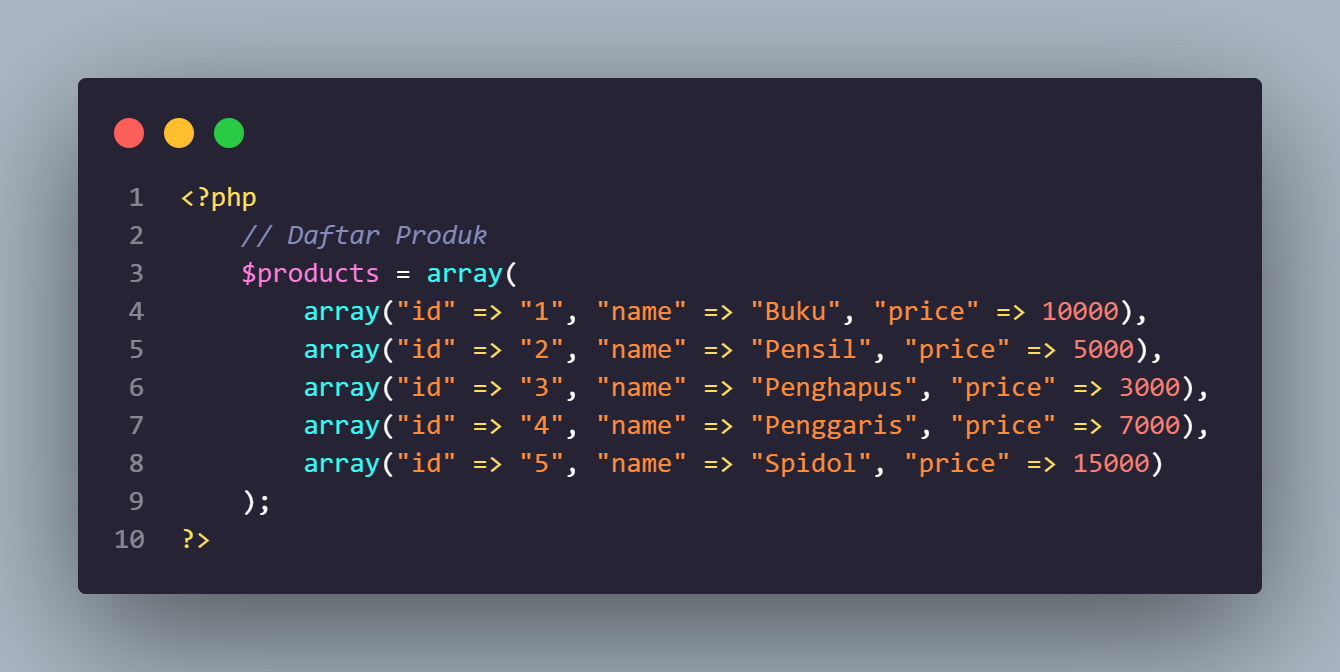 1 <?php
2     // Daftar Produk
3     $products = array(
4         array("id" => "1", "name" => "Buku", "price" => 10000),
5         array("id" => "2", "name" => "Pensil", "price" => 5000),
6         array("id" => "3", "name" => "Penghapus", "price" => 3000),
7         array("id" => "4", "name" => "Penggaris", "price" => 7000),
8         array("id" => "5", "name" => "Spidol", "price" => 15000)
9     );
10 ?>